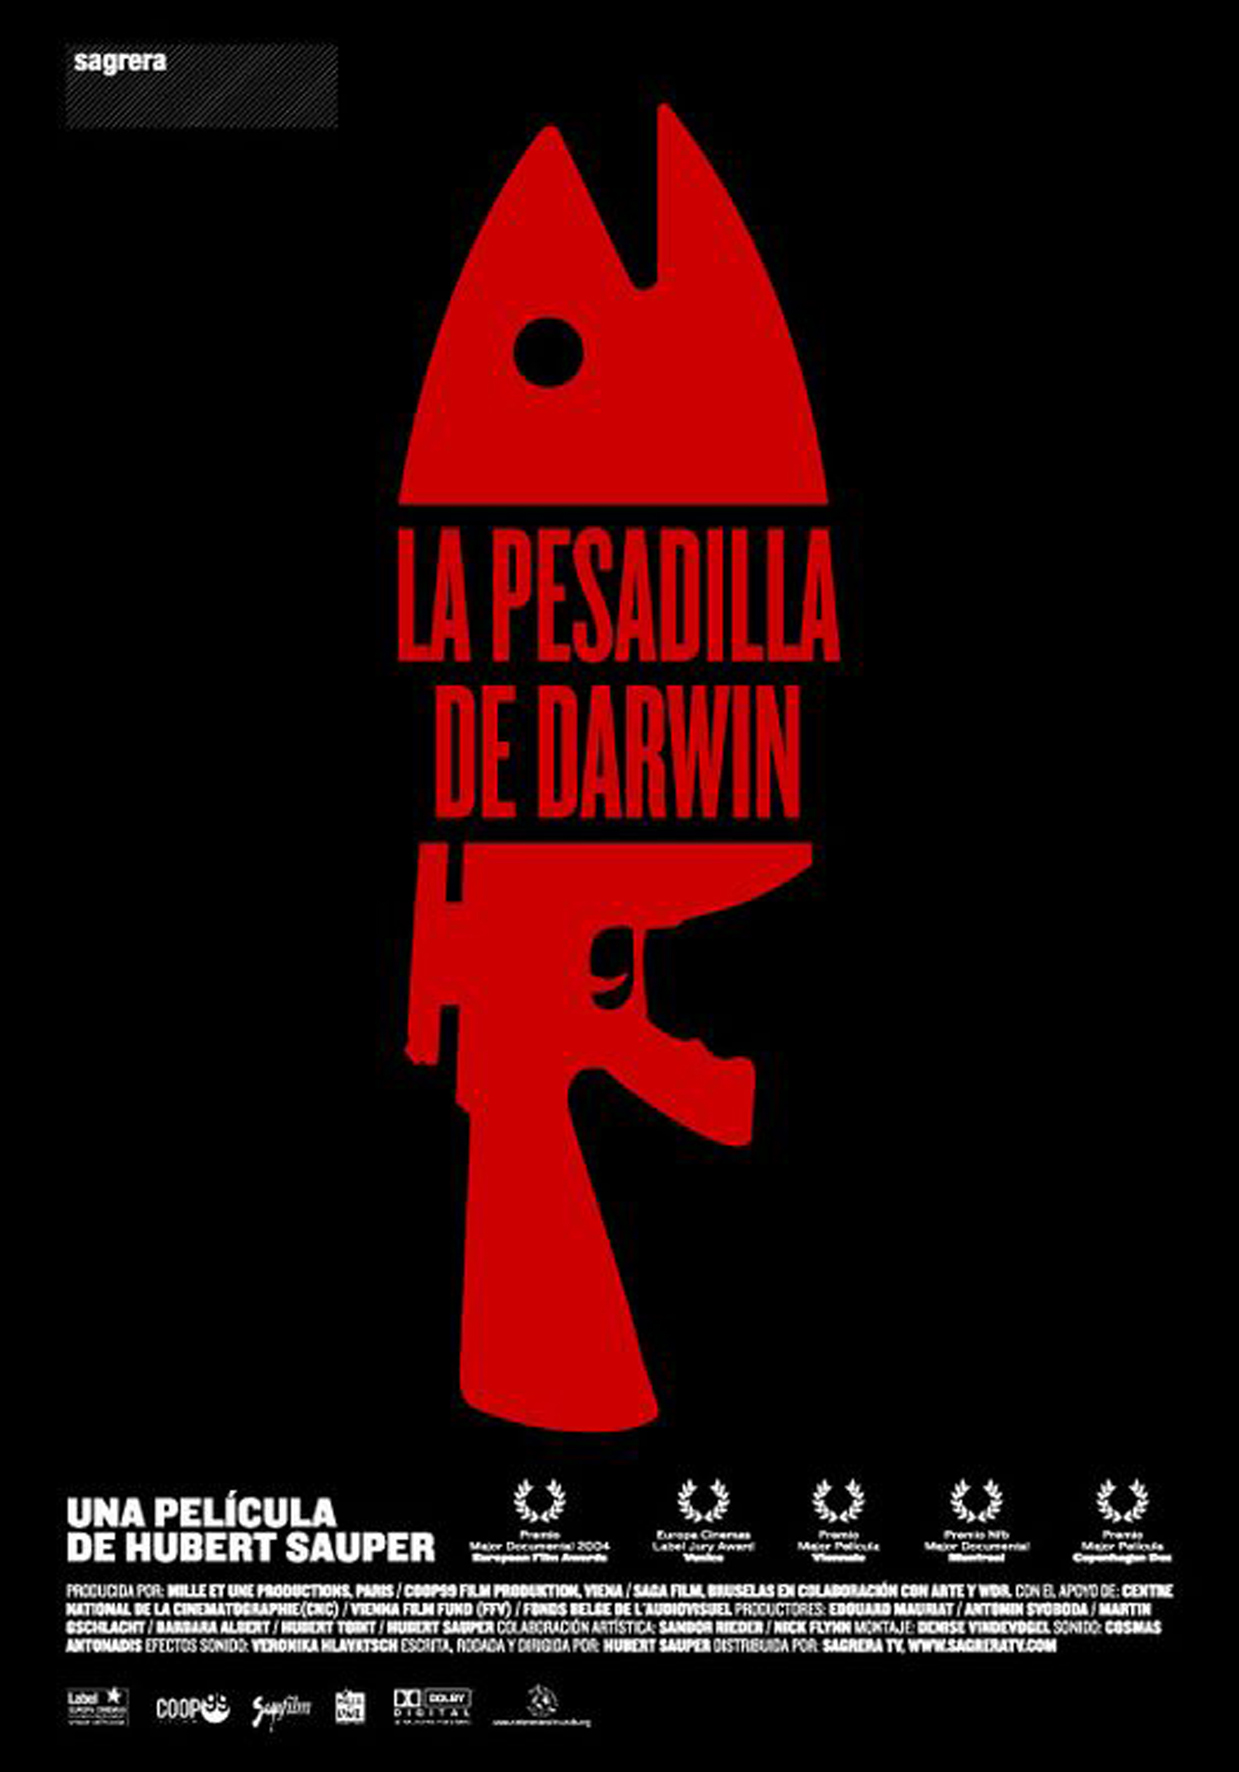 sagrera
LA PESADILLA
DE DARWIN
UNA PELÍCULA
DE HUBERT SAUPER
Premio
Mejor Documental 2004
European Film Awards
Europa Cinemas
Label Jury Award
Venice
Premio
Mejor Película
Viennale
Premio Nfb
Mejor Documental
Montreal
Premio
Mejor Película
Copenhagen Dox
PRODUCIDA POR: MILLE ET UNE PRODUCTIONS, PARIS / COOP99 FILM PRODUKTION, VIENA / SAGA FILM, BRUSELAS EN COLABORACIÓN CON ARTE Y WDR. CON EL APOYO DE: CENTRE
NATIONAL DE LA CINEMATOGRAPHIE(CNC) / VIENNA FILM FUND (FFV) / FONDS BELGE DE L'AUDIOVISUEL PRODUCTORES: EDOUARD MAURIAT / ANTONIN SVOBODA / MARTIN
GSCHLACHT / BARBARA ALBERT / HUBERT TOINT / HUBERT SAUPER COLABORACIÓN ARTÍSTICA: SANDOR RIEDER / NICK FLYNN MONTAJE: DENISE VINDEVOGEL SONIDO: COSMAS
ANTONADIS EFECTOS SONIDO: VERONIKA HLAVATSCH ESCRITA, RODADA Y DIRIGIDA POR: HUBERT SAUPER DISTRIBUIDA POR: SAGRERA TV, WWW.SAGRERATV.COM
Label
EUROPA CINEMAS
COOP99
Sagafilm
DOLBY
DIGITAL